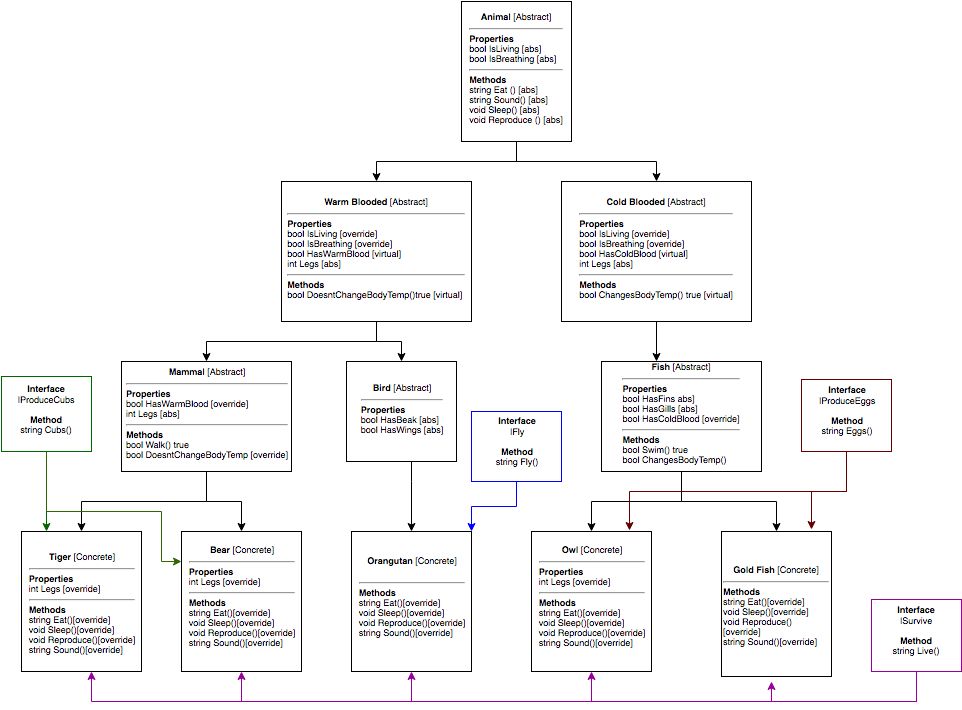 Animal [Abstract]
Properties
bool IsLiving [abs]
bool IsBreathing [abs]
Methods
string Eat () [abs]
string Sound() [abs]
void Sleep() [abs]
void Reproduce () [abs]
Warm Blooded [Abstract]
Properties
bool IsLiving [override]
bool IsBreathing [override]
bool HasWarmBlood [virtual]
int Legs [abs]
Methods
bool DoesntChangeBodyTemp()true [virtual]
Cold Blooded [Abstract]
Properties
bool IsLiving [override]
bool IsBreathing [override]
bool HasColdBlood [virtual]
int Legs [abs]
Methods
bool ChangesBodyTemp() true [virtual]
Interface
IProduceCubs
Method
string Cubs()
Mammal [Abstract]
Properties
bool HasWarmBlood [override]
int Legs [abs]
Methods
bool Walk() true
bool DoesntChangeBodyTemp [override]
Bird [Abstract]
Properties
bool HasBeak [abs]
bool HasWings [abs]
Interface
IFly
Method
string Fly()
Fish [Abstract]
Properties
bool HasFins abs]
bool HasGills [abs]
bool HasColdBlood [override]
Methods
bool Swim() true
bool ChangesBodyTemp()
Interface
IProduceEggs
Method
string Eggs()
Tiger [Concrete]
Properties
int Legs [override]
Methods
string Eat()[override]
void Sleep()[override]
void Reproduce()[override]
string Sound()[override]
Bear [Concrete]
Properties
int Legs [override]
Methods
string Eat()[override]
void Sleep()[override]
void Reproduce()[override]
string Sound()[override]
Orangutan [Concrete]
Methods
string Eat()[override]
void Sleep()[override]
void Reproduce()[override]
string Sound()[override]
Owl [Concrete]
Properties
int Legs [override]
Methods
string Eat()[override]
void Sleep()[override]
void Reproduce()[override]
string Sound()[override]
Gold Fish [Concrete]
Methods
string Eat()[override]
void Sleep()[override]
void Reproduce()
[override]
string Sound()[override]
Interface
ISurvive
Method
string Live()